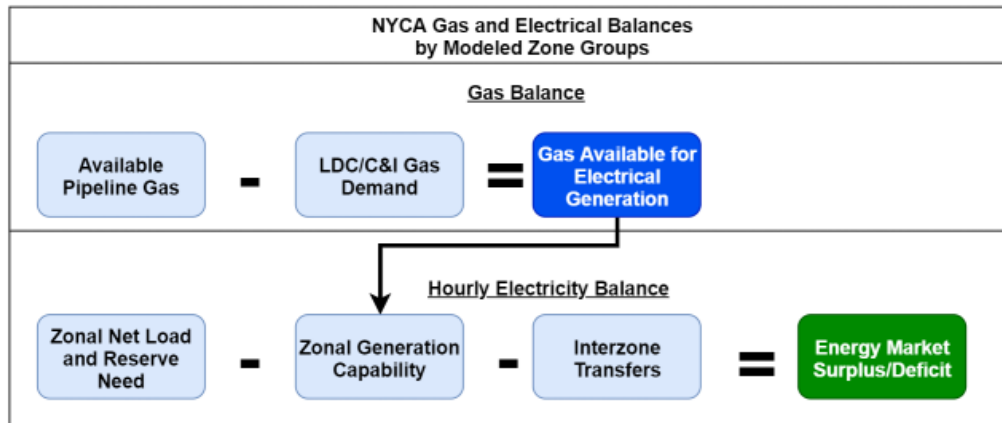 NYCA Gas and Electrical Balances
by Modeled Zone Groups
Gas Balance
Available
Pipeline Gas
-
LDC/C&I Gas
Demand
=
Gas Available for
Electrical
Generation
Hourly Electricity Balance
Zonal Net Load
and Reserve
Need
-
Zonal Generation
Capability
-
Interzone
Transfers
=
Energy Market
Surplus/Deficit